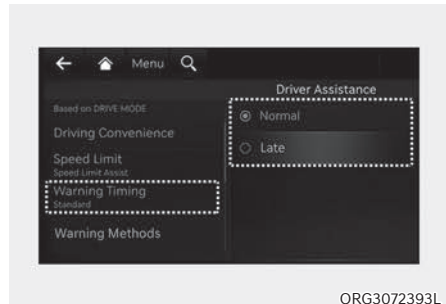 Menu
Driver Assistance
Based on DRIVE MODE
Driving Convenience
Speed Limit
Speed Limit Assist
Warning Timing
Standard
Warning Methods
Normal
Late
ORG3072393L